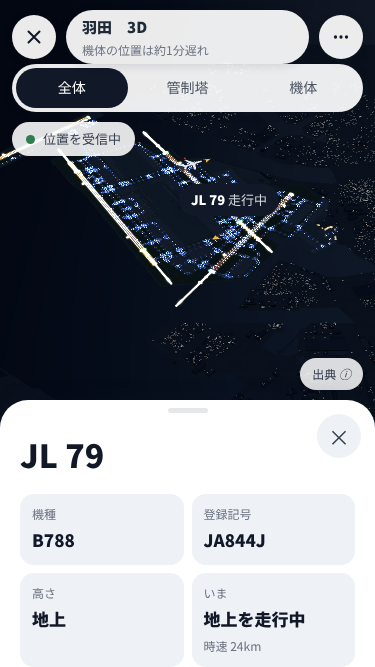 羽田　3D
機体の位置は約1分遅れ
全体
管制塔
機体
位置を受信中
JL 79 走行中
出典 ⓘ
JL 79
機種
登録記号
B788
JA844J
高さ
いま
地上
地上を走行中
時速 24km